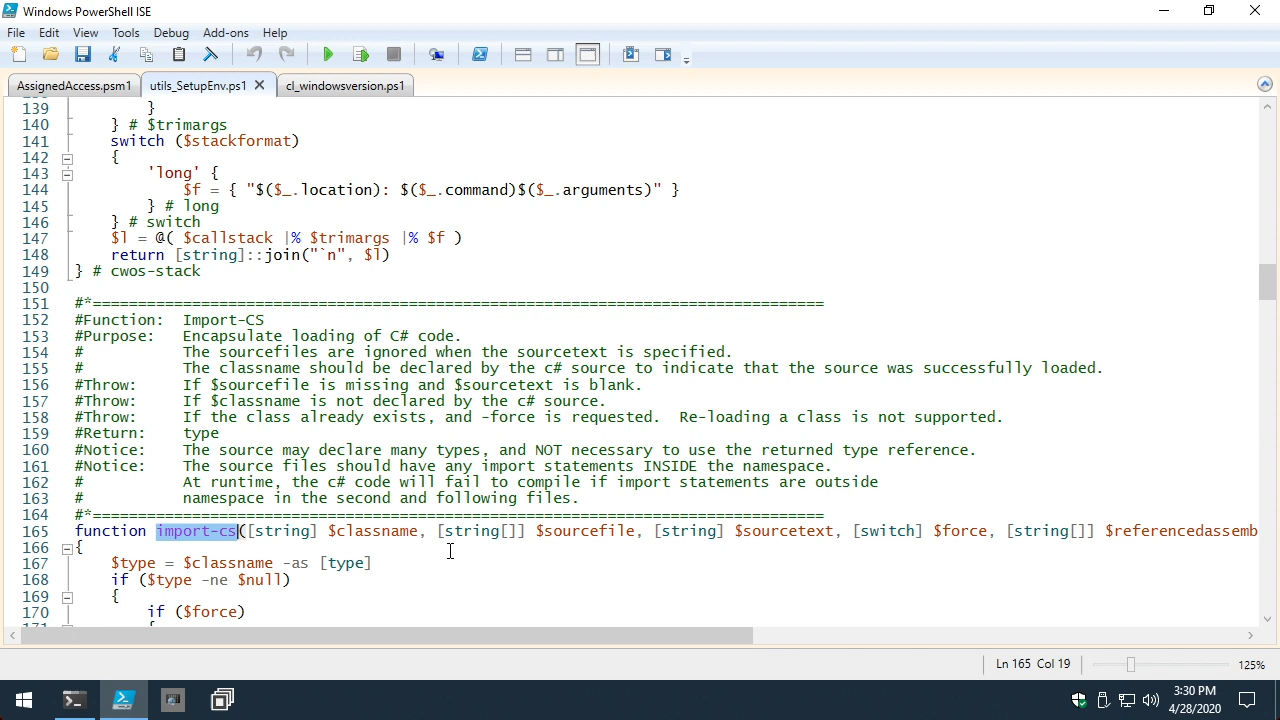 Windows PowerShell ISE
File Edit View Tools Debug Add-ons Help
AssignedAccess.psm1 utils_SetupEnv.ps1 cl_windowsversion.ps1
139 }
140 } # $trimargs
141 switch ($stackformat)
142 {
143 'long' {
144 $f = { "$($_.location): $($_.command)$($_.arguments)" }
145 } # long
146 } # switch
147 $l = @( $callstack |% $trimargs |% $f )
148 return [string]::join("`n", $l)
149 } # cwos-stack
150
151 #*=================================================================================
152 #Function: Import-CS
153 #Purpose: Encapsulate loading of C# code.
154 # The sourcefiles are ignored when the sourcetext is specified.
155 # The classname should be declared by the c# source to indicate that the source was successfully loaded.
156 #Throw: If $sourcefile is missing and $sourcetext is blank.
157 #Throw: If $classname is not declared by the c# source.
158 #Throw: If the class already exists, and -force is requested. Re-loading a class is not supported.
159 #Return: type
160 #Notice: The source may declare many types, and NOT necessary to use the returned type reference.
161 #Notice: The source files should have any import statements INSIDE the namespace.
162 # At runtime, the c# code will fail to compile if import statements are outside
163 # namespace in the second and following files.
164 #*=================================================================================
165 function import-cs([string] $classname, [string[]] $sourcefile, [string] $sourcetext, [switch] $force, [string[]] $referencedassemb
166 {
167 $type = $classname -as [type]
168 if ($type -ne $null)
169 {
170 if ($force)
171 {
Ln 165 Col 19 125%
3:30 PM
4/28/2020